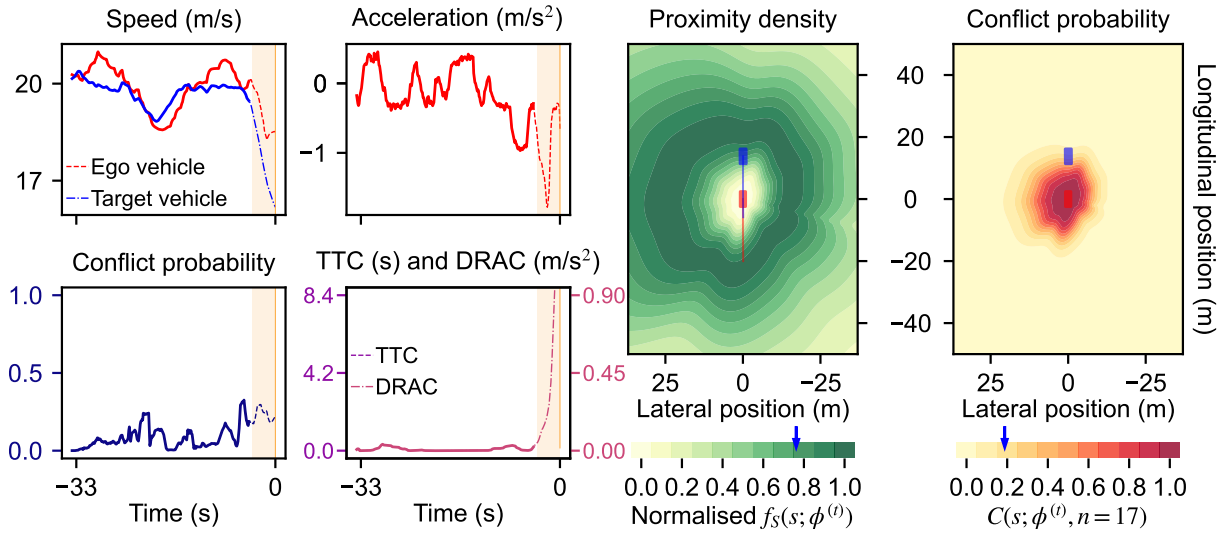 Speed (m/s)
20
17
Ego vehicle
Target vehicle
Acceleration (m/s²)
0
−1
Conflict probability
1.0
0.5
0.0
−33
0
Time (s)
TTC (s) and DRAC (m/s²)
8.4
4.2
0.0
0.90
0.45
0.00
TTC
DRAC
−33
0
Time (s)
Proximity density
25
0
−25
Lateral position (m)
0.0 0.2 0.4 0.6 0.8 1.0
Normalised f_S(s; ϕ^(t))
Conflict probability
40
20
0
−20
−40
Longitudinal position (m)
25
0
−25
Lateral position (m)
0.0 0.2 0.4 0.6 0.8 1.0
C(s; ϕ^(t), n = 17)